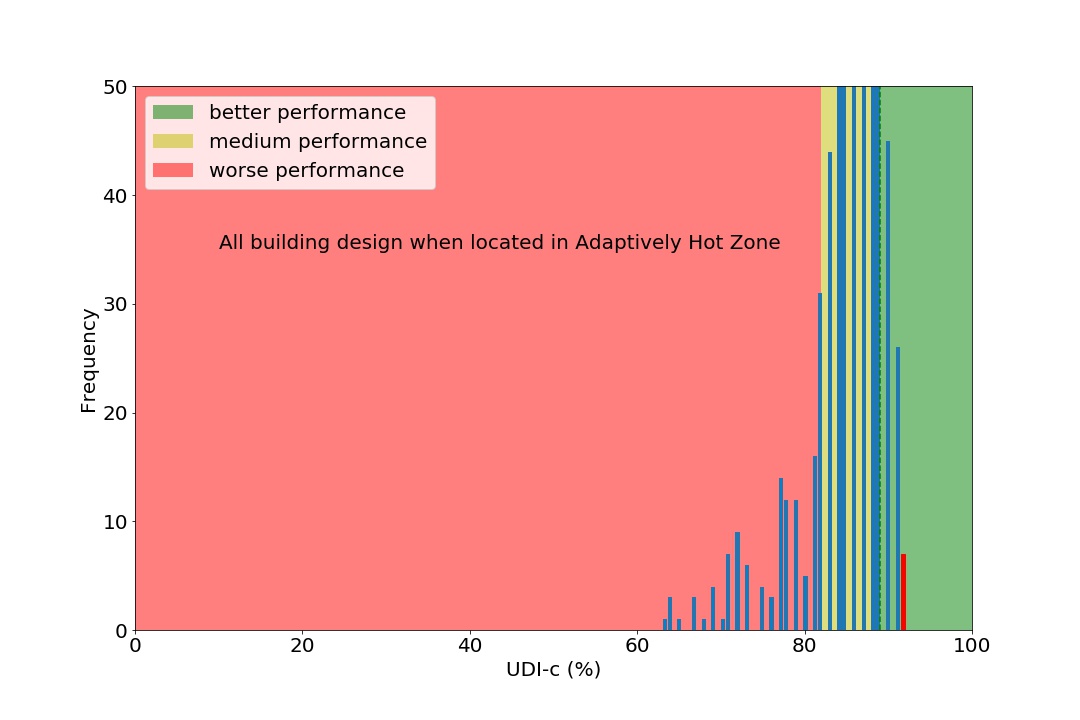 50
better performance
medium performance
worse performance
40
All building design when located in Adaptively Hot Zone
30
Frequency
20
10
0
0 20 40 60 80 100
UDI-c (%)